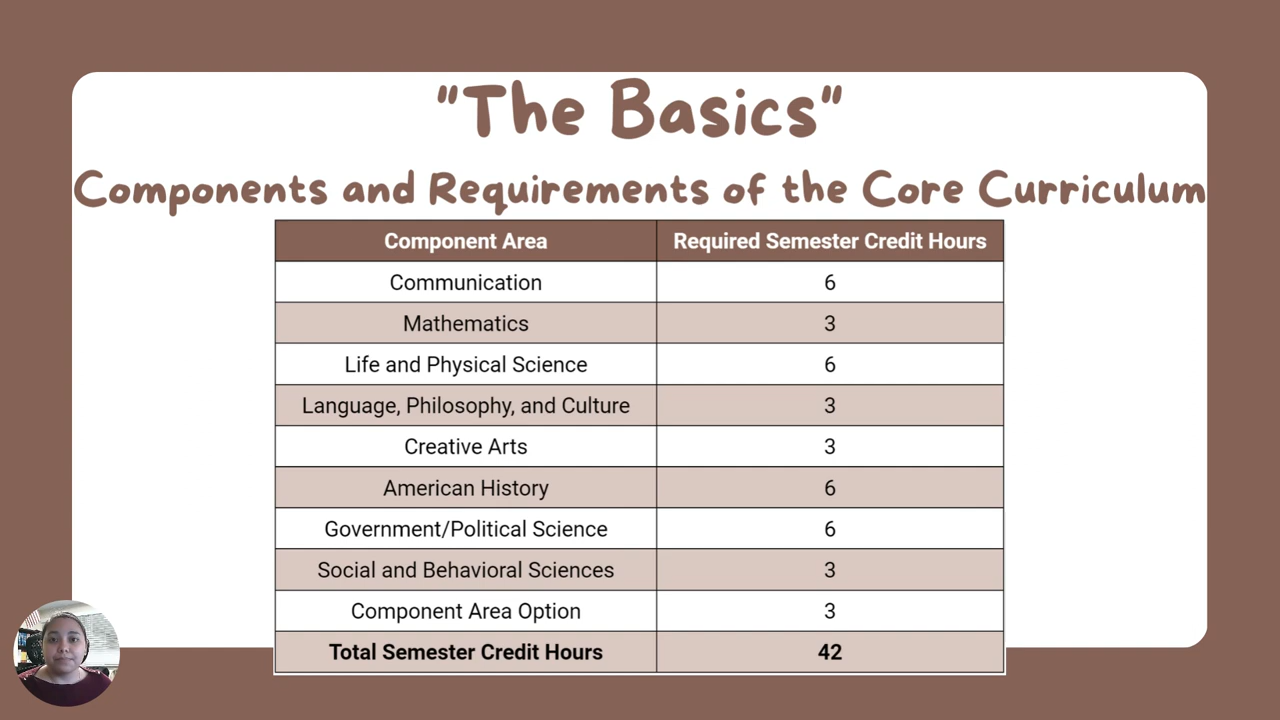 "The Basics"
Components and Requirements of the Core Curriculum
Component Area Required Semester Credit Hours
Communication 6
Mathematics 3
Life and Physical Science 6
Language, Philosophy, and Culture 3
Creative Arts 3
American History 6
Government/Political Science 6
Social and Behavioral Sciences 3
Component Area Option 3
Total Semester Credit Hours 42